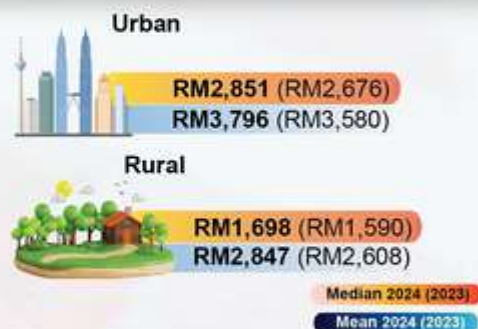 Urban
RM2,851 (RM2,676)
RM3,796 (RM3,580)
Rural
RM1,698 (RM1,590)
RM2,847 (RM2,608)
Median 2024 (2023)
Mean 2024 (2023)